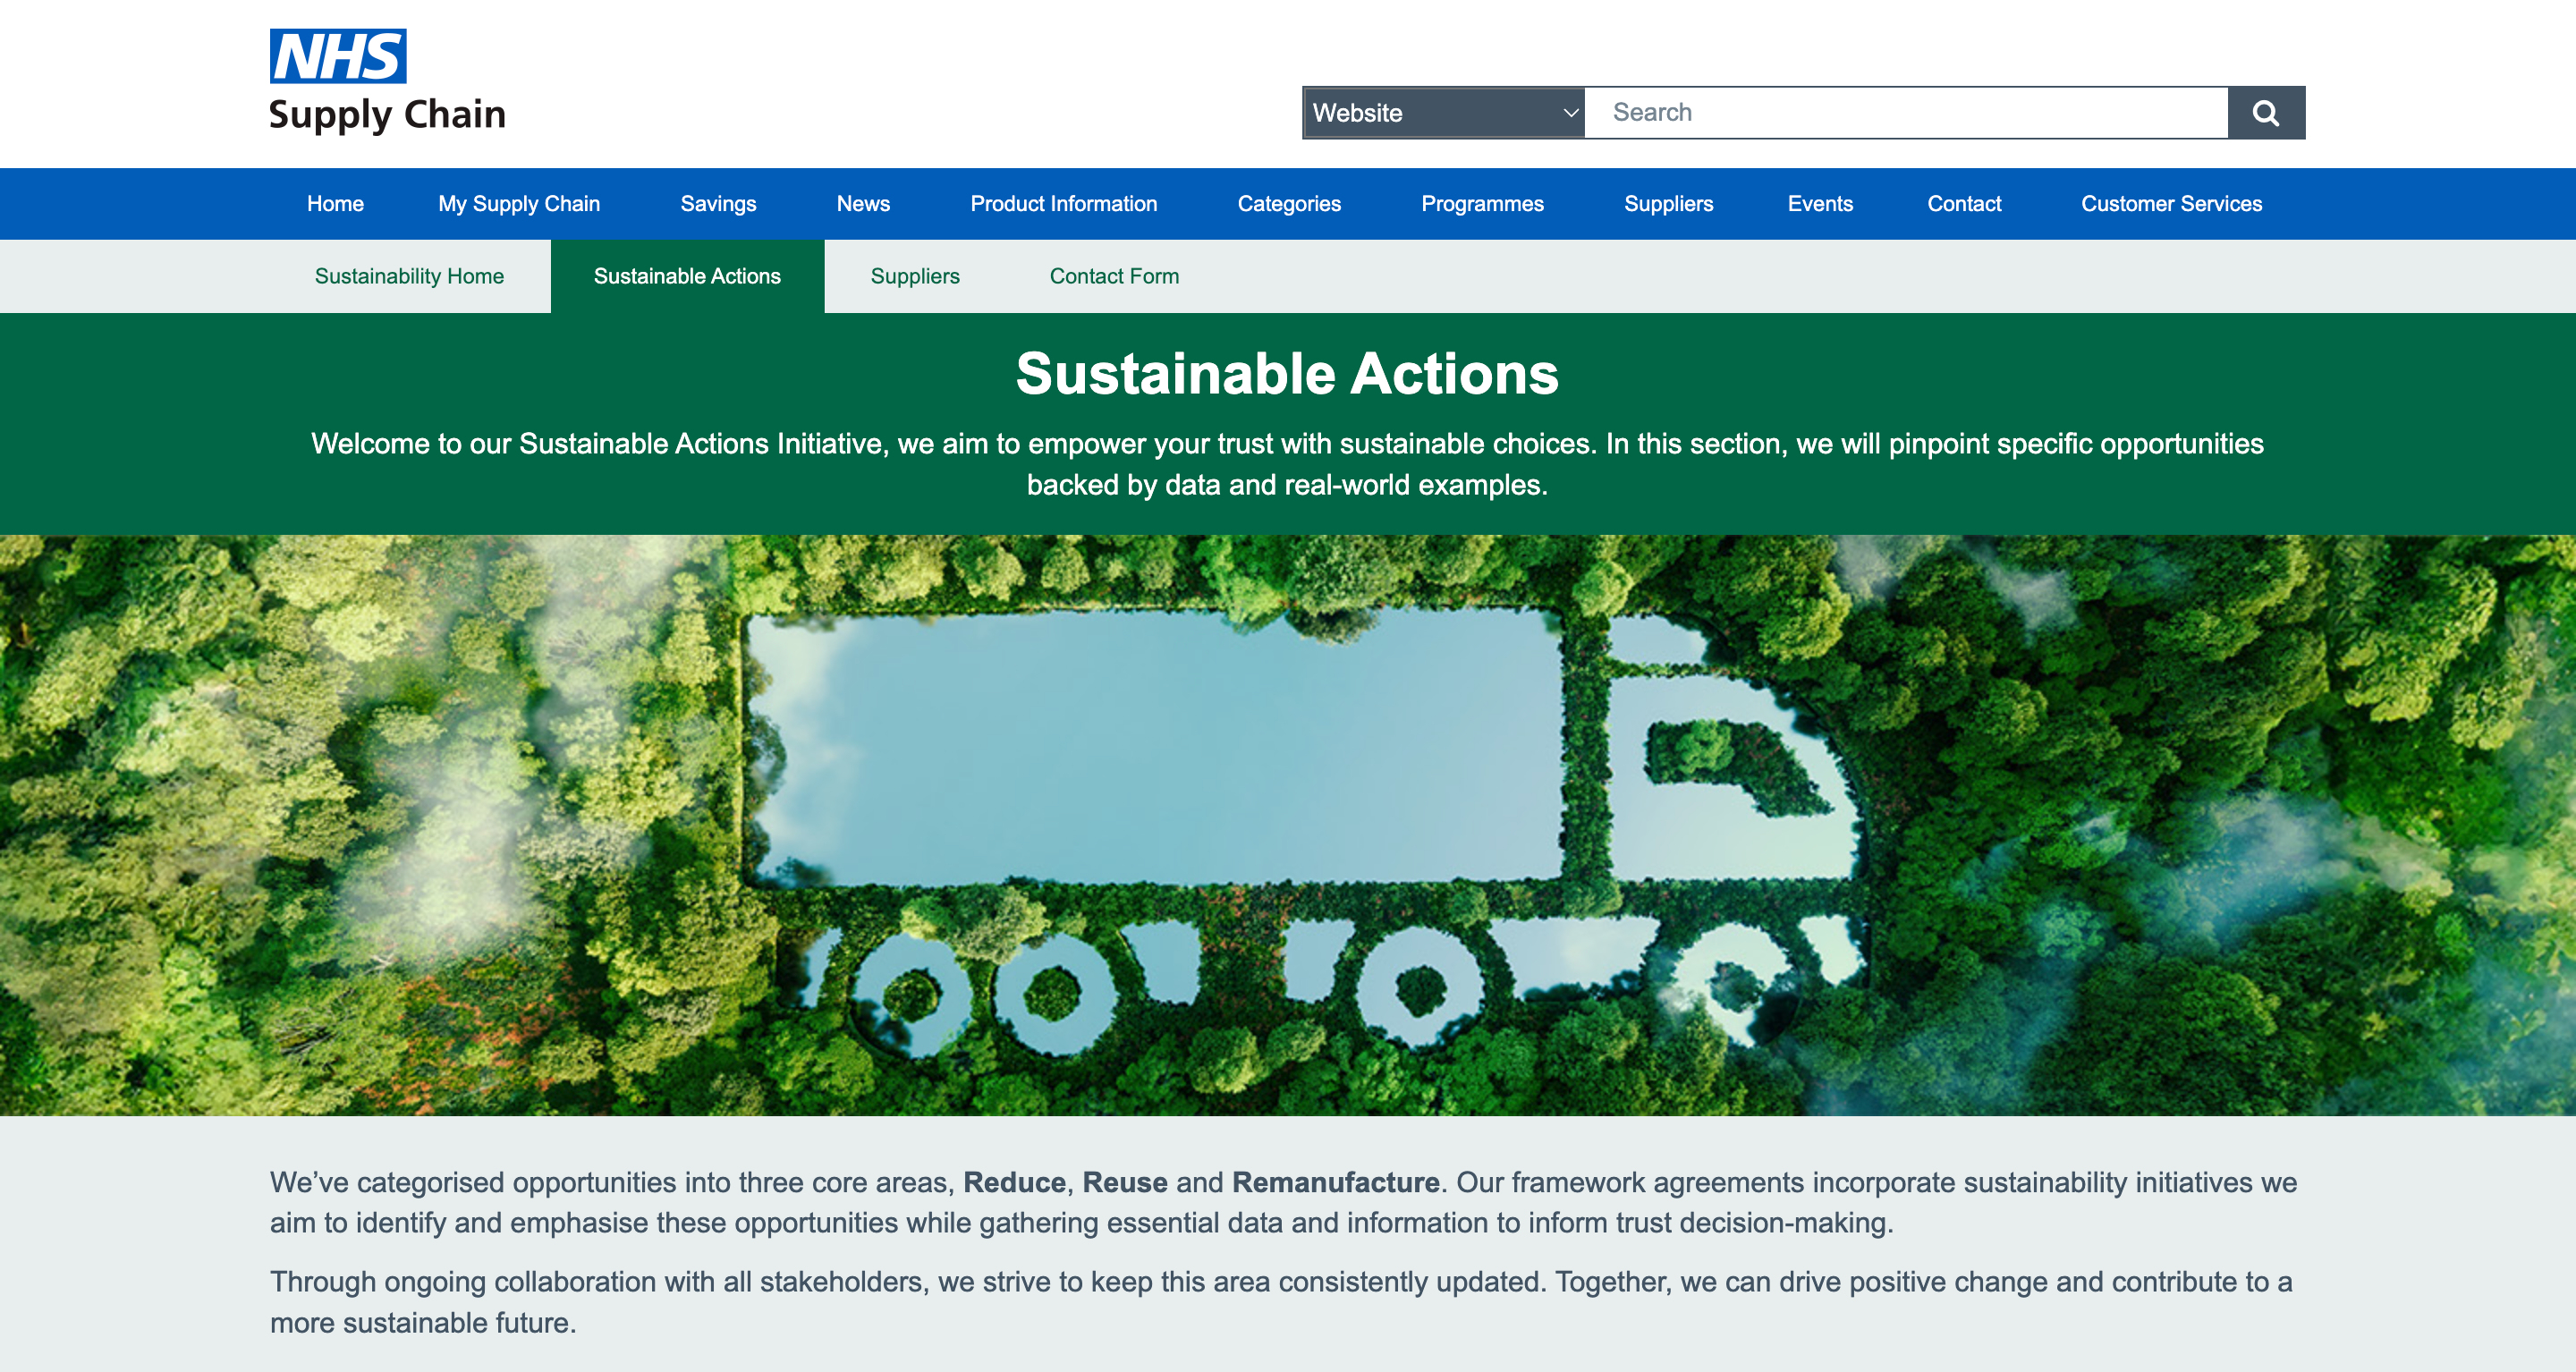 NHS
Supply Chain
Website
Search
Home
My Supply Chain
Savings
News
Product Information
Categories
Programmes
Suppliers
Events
Contact
Customer Services
Sustainability Home
Sustainable Actions
Suppliers
Contact Form
Sustainable Actions
Welcome to our Sustainable Actions Initiative, we aim to empower your trust with sustainable choices. In this section, we will pinpoint specific opportunities
backed by data and real-world examples.
We’ve categorised opportunities into three core areas, Reduce, Reuse and Remanufacture. Our framework agreements incorporate sustainability initiatives we
aim to identify and emphasise these opportunities while gathering essential data and information to inform trust decision-making.
Through ongoing collaboration with all stakeholders, we strive to keep this area consistently updated. Together, we can drive positive change and contribute to a
more sustainable future.